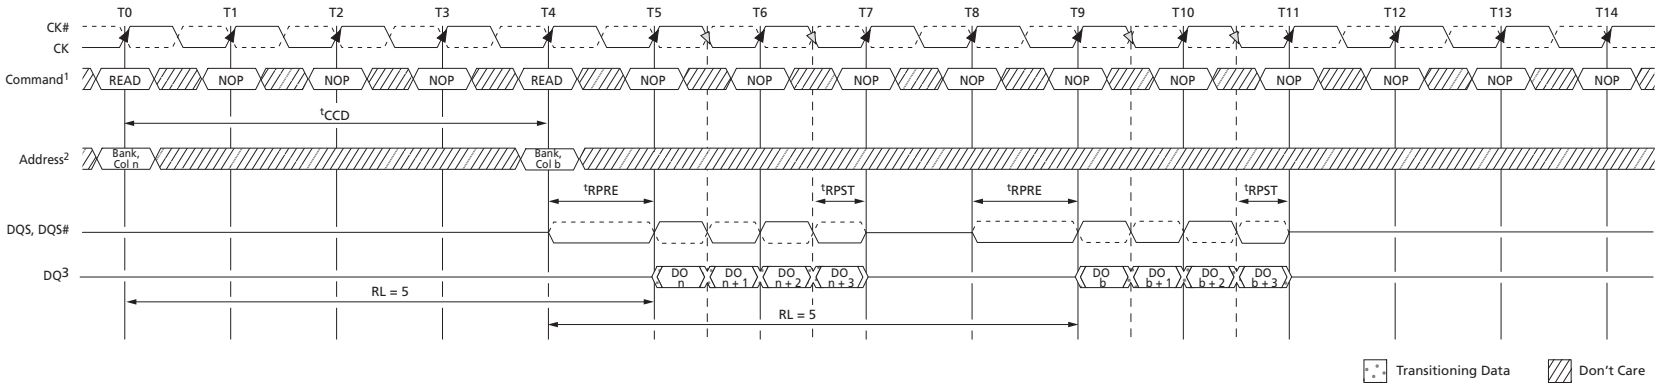 T0 T1 T2 T3 T4 T5 T6 T7 T8 T9 T10 T11 T12 T13 T14
CK#
CK
Command1 READ NOP NOP NOP READ NOP NOP NOP NOP NOP NOP NOP NOP NOP NOP
tCCD
Address2 Bank, Col n Bank, Col b
tRPRE tRPST tRPRE tRPST
DQS, DQS#
DQ3 DO n DO n + 1 DO n + 2 DO n + 3 DO b DO b + 1 DO b + 2 DO b + 3
RL = 5
RL = 5
Transitioning Data Don't Care